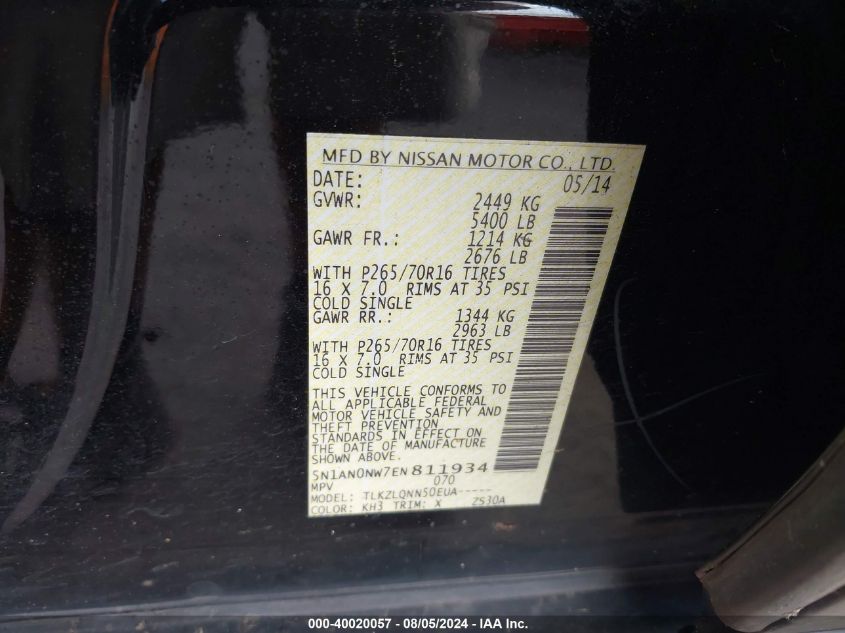 MFD BY NISSAN MOTOR CO., LTD.
DATE: 05/14
GVWR: 2449 KG
5400 LB
GAWR FR.: 1214 KG
2676 LB
WITH P265/70R16 TIRES
16 X 7.0 RIMS AT 35 PSI
COLD SINGLE
GAWR RR.: 1344 KG
2963 LB
WITH P265/70R16 TIRES
16 X 7.0 RIMS AT 35 PSI
COLD SINGLE
THIS VEHICLE CONFORMS TO
ALL APPLICABLE FEDERAL
MOTOR VEHICLE SAFETY AND
THEFT PREVENTION
STANDARDS IN EFFECT ON
THE DATE OF MANUFACTURE
SHOWN ABOVE.
5N1AN0NW7EN811934
MPV 070
MODEL: TLKZLQNN50EUA-----
COLOR: KH3 TRIM: X ZS30A
000-40020057 - 08/05/2024 - IAA Inc.